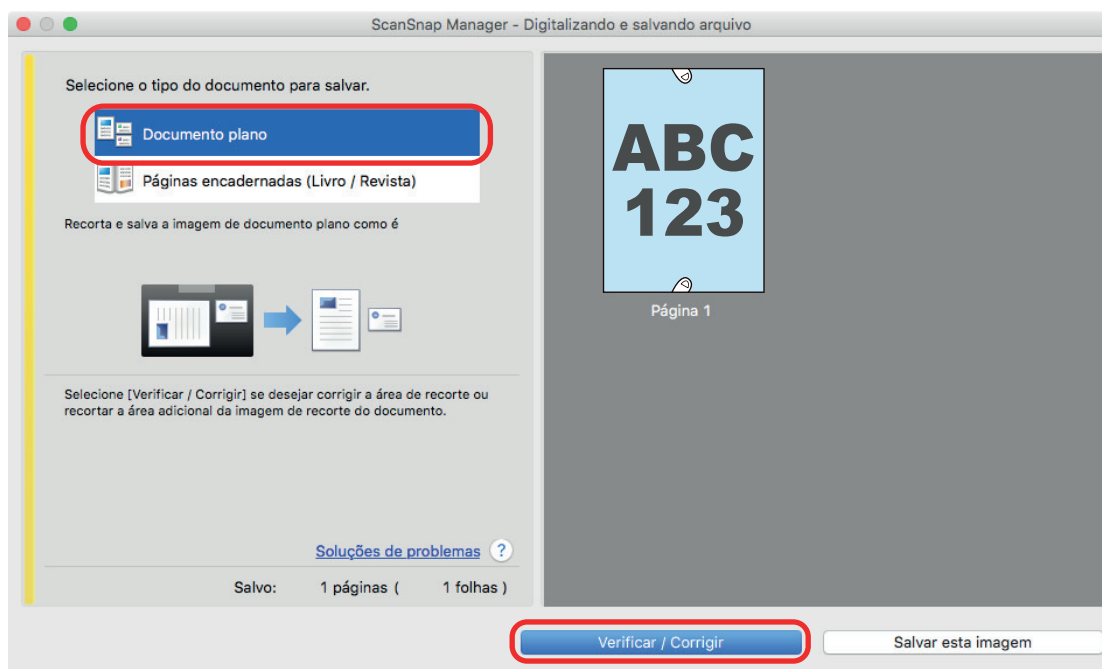 ScanSnap Manager - Digitalizando e salvando arquivo
Selecione o tipo do documento para salvar.
Documento plano
Páginas encadernadas (Livro / Revista)
Recorta e salva a imagem de documento plano como é
Selecione [Verificar / Corrigir] se desejar corrigir a área de recorte ou
recortar a área adicional da imagem de recorte do documento.
Soluções de problemas ?
Salvo: 1 páginas ( 1 folhas )
ABC
123
Página 1
Verificar / Corrigir
Salvar esta imagem